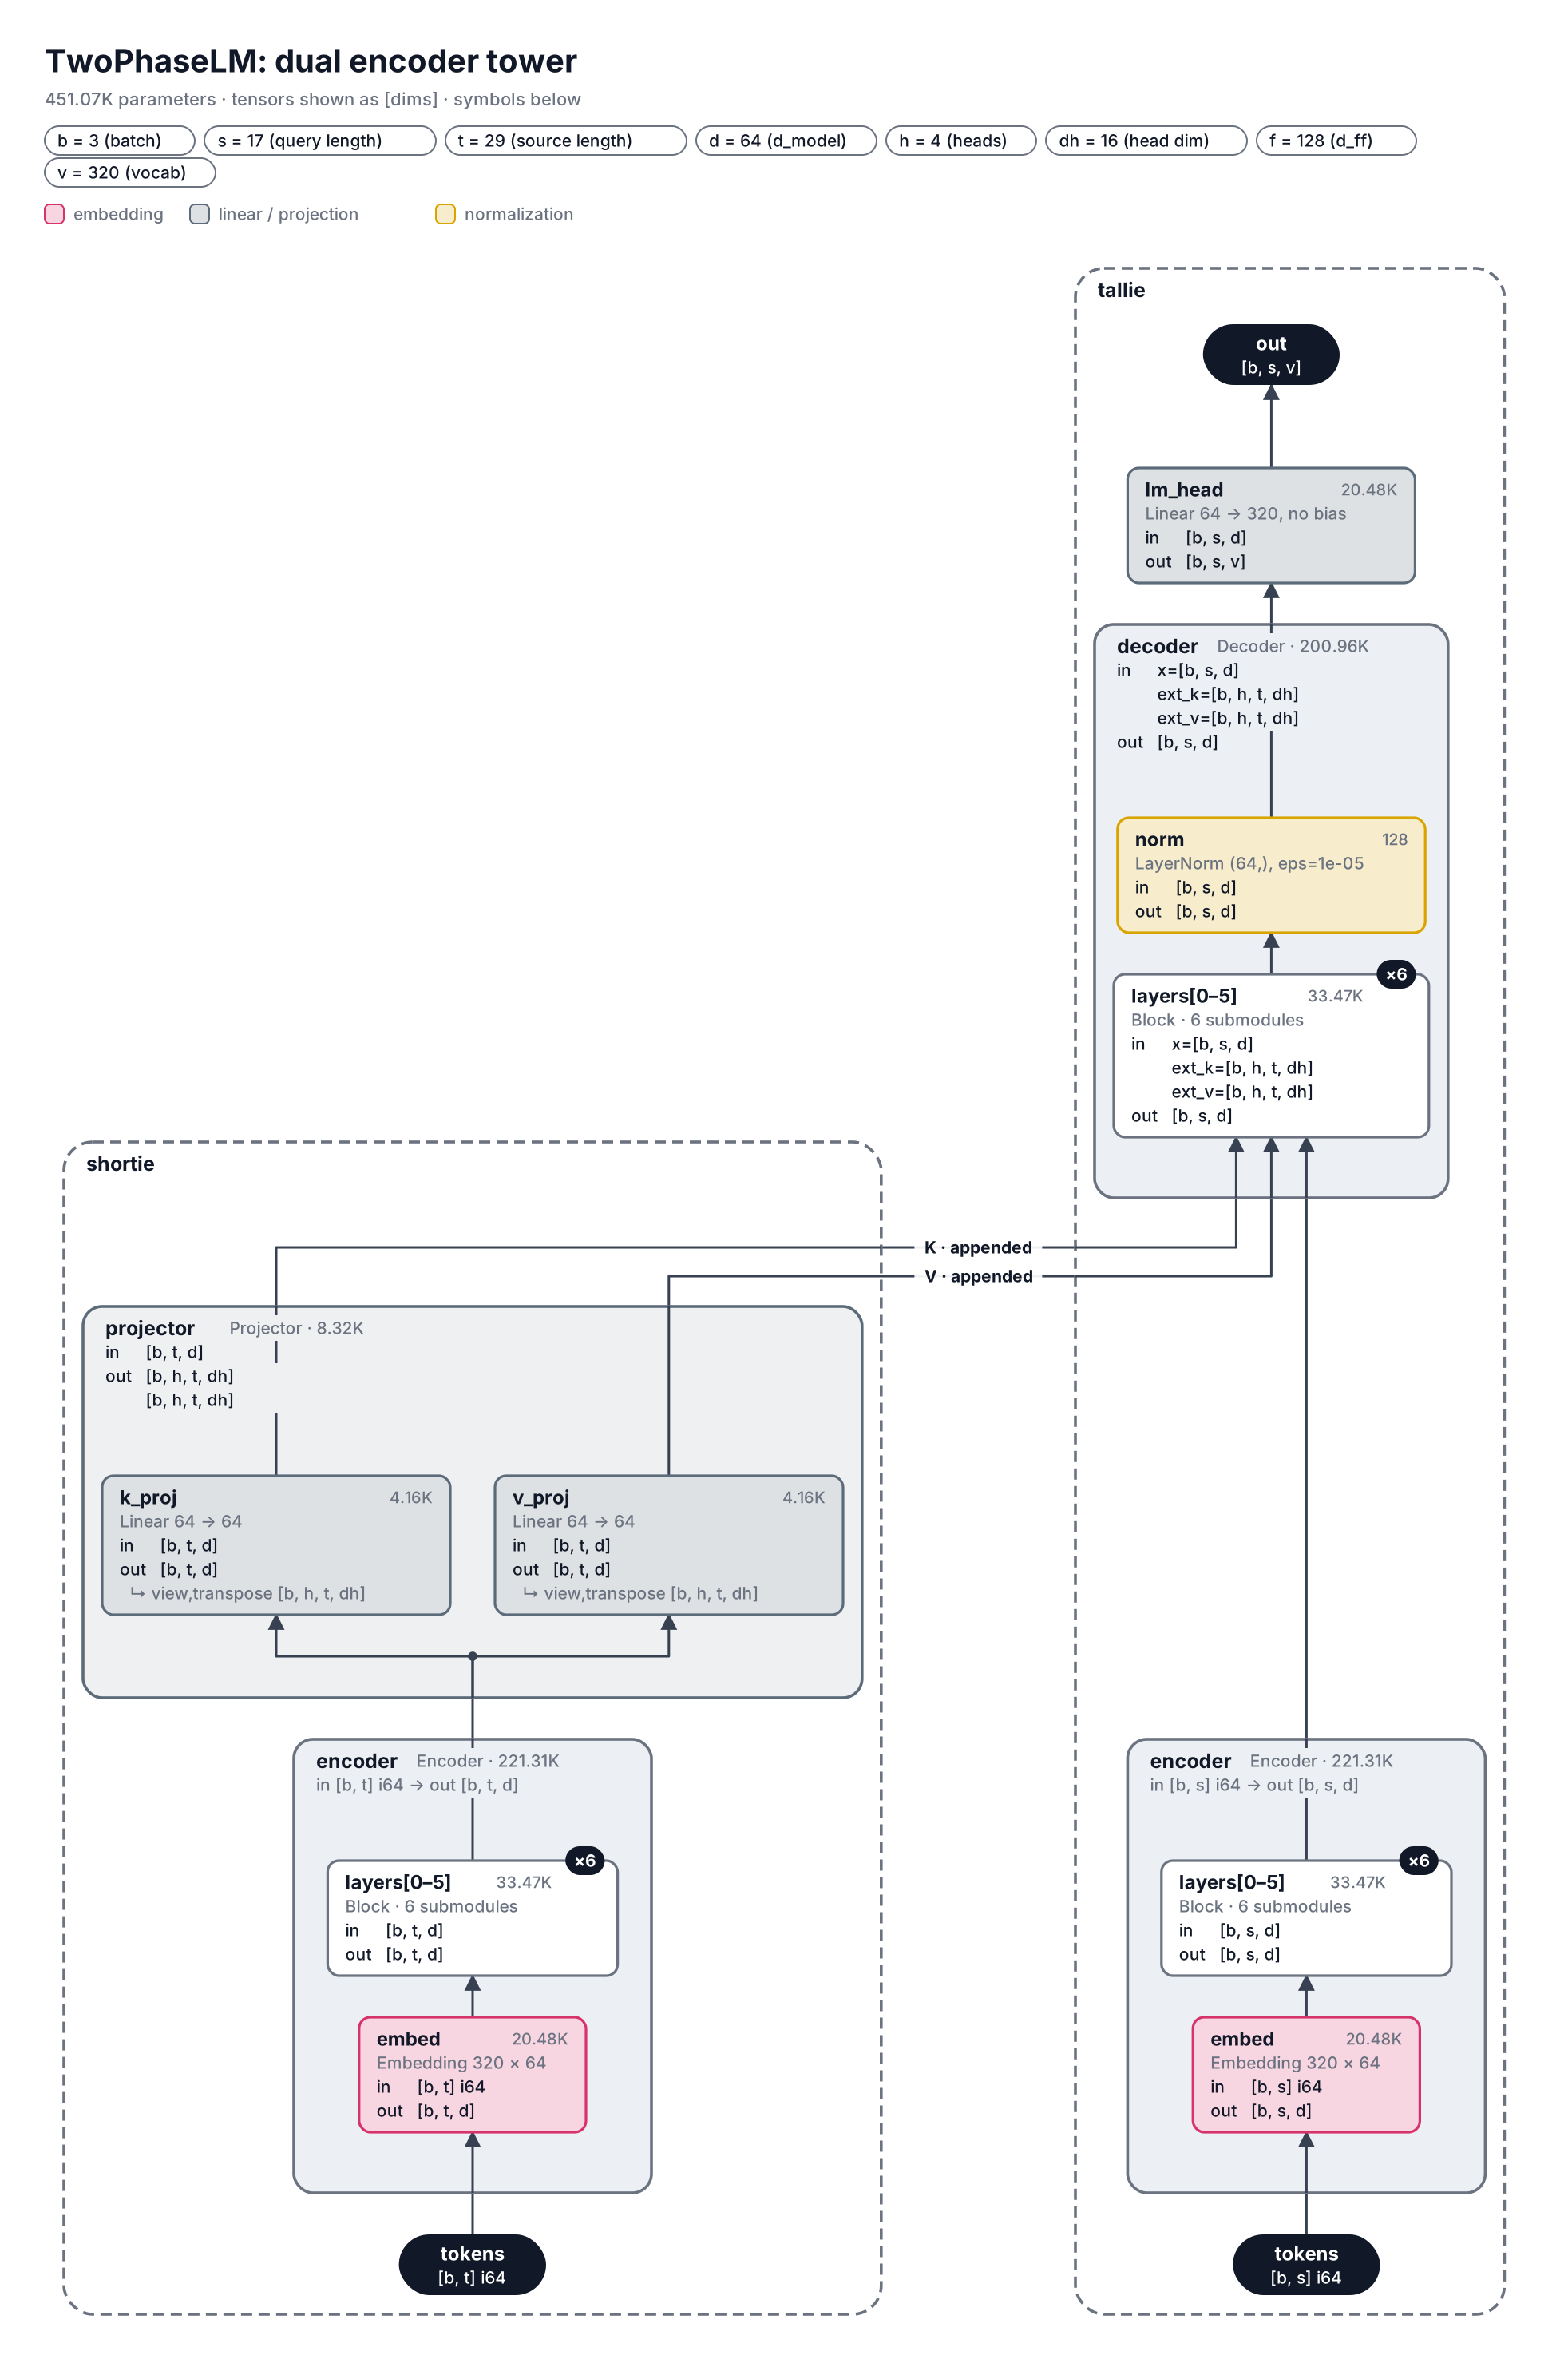 TwoPhaseLM: dual encoder tower
451.07K parameters · tensors shown as [dims] · symbols below
b = 3 (batch)
s = 17 (query length)
t = 29 (source length)
d = 64 (d_model)
h = 4 (heads)
dh = 16 (head dim)
f = 128 (d_ff)
v = 320 (vocab)
embedding
linear / projection
normalization
tallie
out
[b, s, v]
lm_head 20.48K
Linear 64 → 320, no bias
in [b, s, d]
out [b, s, v]
decoder Decoder · 200.96K
in x=[b, s, d]
ext_k=[b, h, t, dh]
ext_v=[b, h, t, dh]
out [b, s, d]
norm 128
LayerNorm (64,), eps=1e-05
in [b, s, d]
out [b, s, d]
×6
layers[0–5] 33.47K
Block · 6 submodules
in x=[b, s, d]
ext_k=[b, h, t, dh]
ext_v=[b, h, t, dh]
out [b, s, d]
shortie
K · appended
V · appended
projector Projector · 8.32K
in [b, t, d]
out [b, h, t, dh]
[b, h, t, dh]
k_proj 4.16K
Linear 64 → 64
in [b, t, d]
out [b, t, d]
↳ view,transpose [b, h, t, dh]
v_proj 4.16K
Linear 64 → 64
in [b, t, d]
out [b, t, d]
↳ view,transpose [b, h, t, dh]
encoder Encoder · 221.31K
in [b, t] i64 → out [b, t, d]
×6
layers[0–5] 33.47K
Block · 6 submodules
in [b, t, d]
out [b, t, d]
embed 20.48K
Embedding 320 × 64
in [b, t] i64
out [b, t, d]
tokens
[b, t] i64
encoder Encoder · 221.31K
in [b, s] i64 → out [b, s, d]
×6
layers[0–5] 33.47K
Block · 6 submodules
in [b, s, d]
out [b, s, d]
embed 20.48K
Embedding 320 × 64
in [b, s] i64
out [b, s, d]
tokens
[b, s] i64